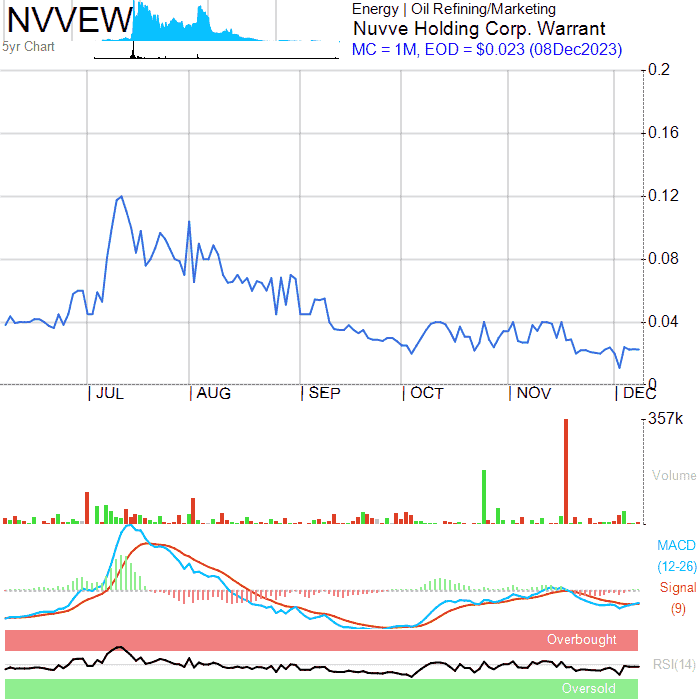 NVVEW
Energy | Oil Refining/Marketing
Nuvve Holding Corp. Warrant
5yr Chart
MC = 1M, EOD = $0.023 (08Dec2023)
0.2
0.16
0.12
0.08
0.04
0
JUL AUG SEP OCT NOV DEC
357k
Volume
MACD
(12-26)
Signal
(9)
Overbought
RSI(14)
Oversold